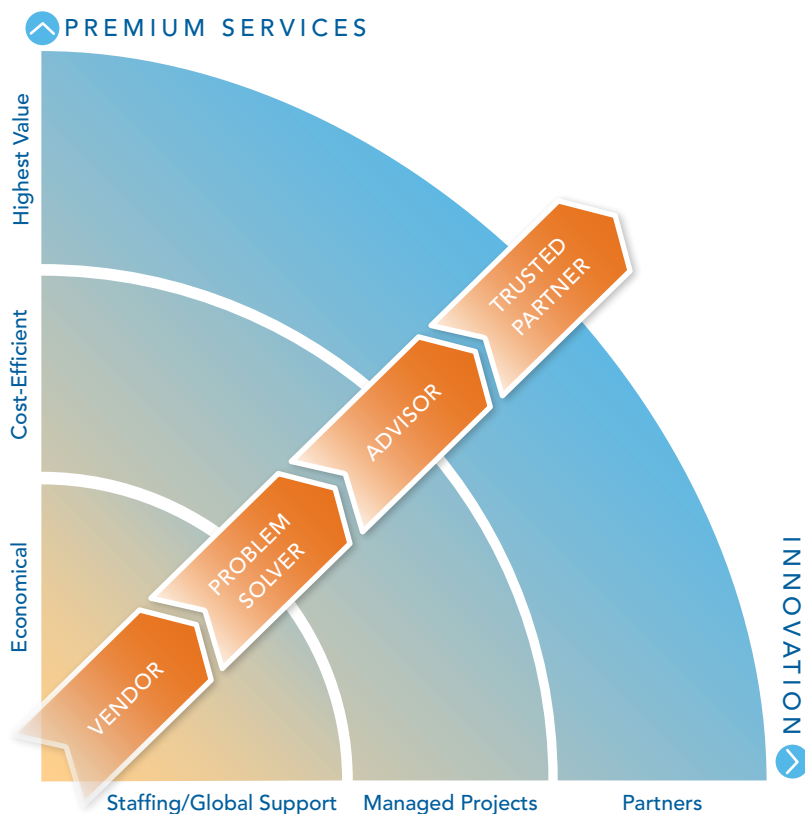 PREMIUM SERVICES
Highest Value
Cost-Efficient
Economical
TRUSTED
PARTNER
ADVISOR
PROBLEM
SOLVER
VENDOR
INNOVATION
Staffing/Global Support
Managed Projects
Partners